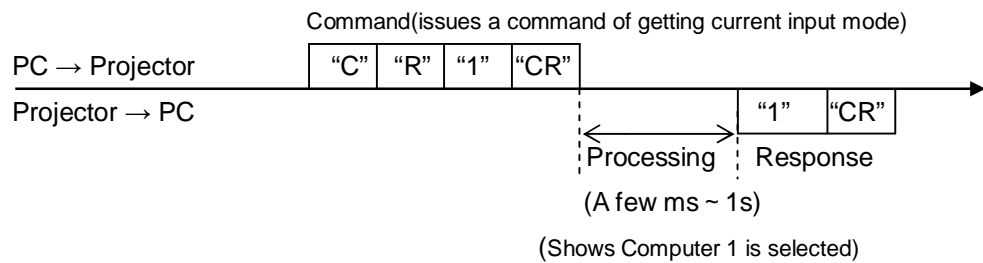 Command(issues a command of getting current input mode)
PC → Projector “C” “R” “1” “CR”
Projector → PC “1” “CR”
Processing Response
(A few ms ~ 1s)
(Shows Computer 1 is selected)